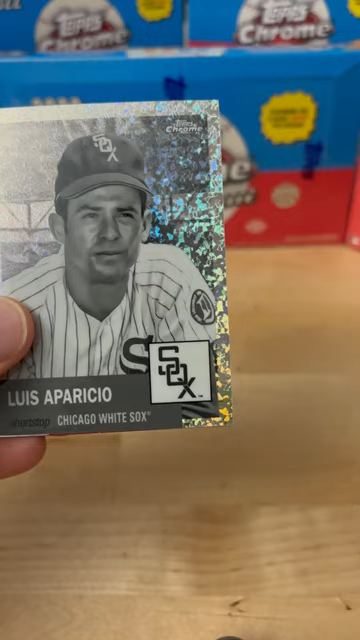 Topps
Chrome
Topps
Chrome
Topps
Chrome
SOX
S
SOX
LUIS APARICIO
shortstop CHICAGO WHITE SOX